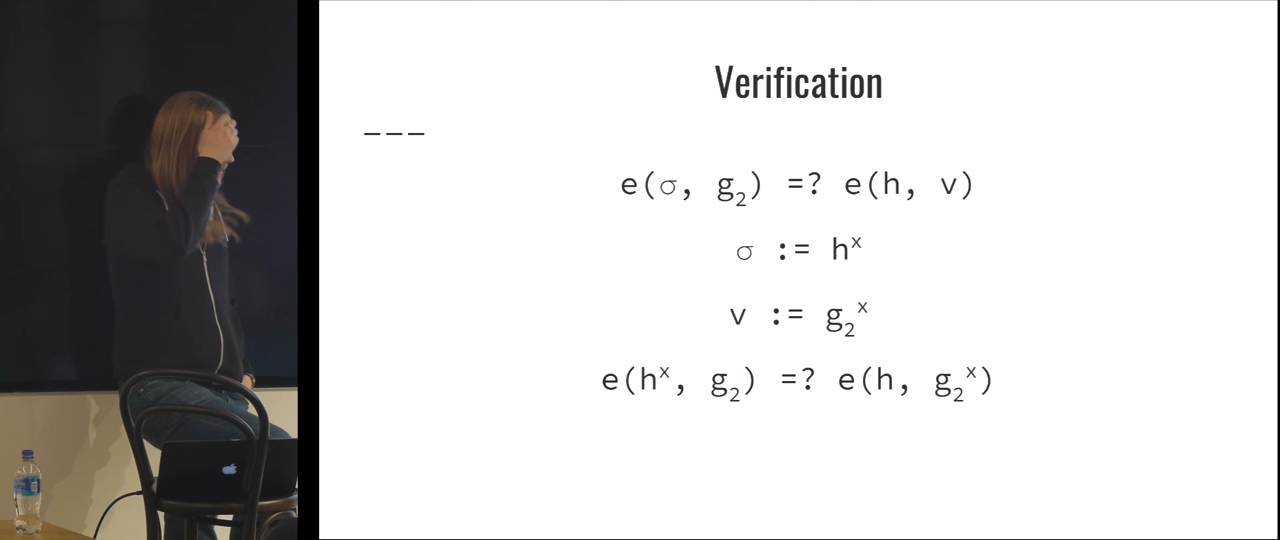 Verification
---
e(σ, g₂) =? e(h, v)
σ := hˣ
v := g₂ˣ
e(hˣ, g₂) =? e(h, g₂ˣ)